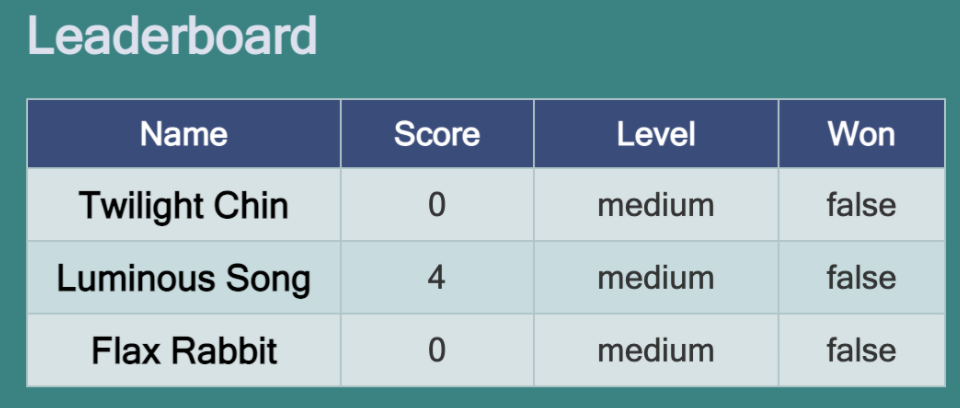 Leaderboard
Name Score Level Won
Twilight Chin 0 medium false
Luminous Song 4 medium false
Flax Rabbit 0 medium false